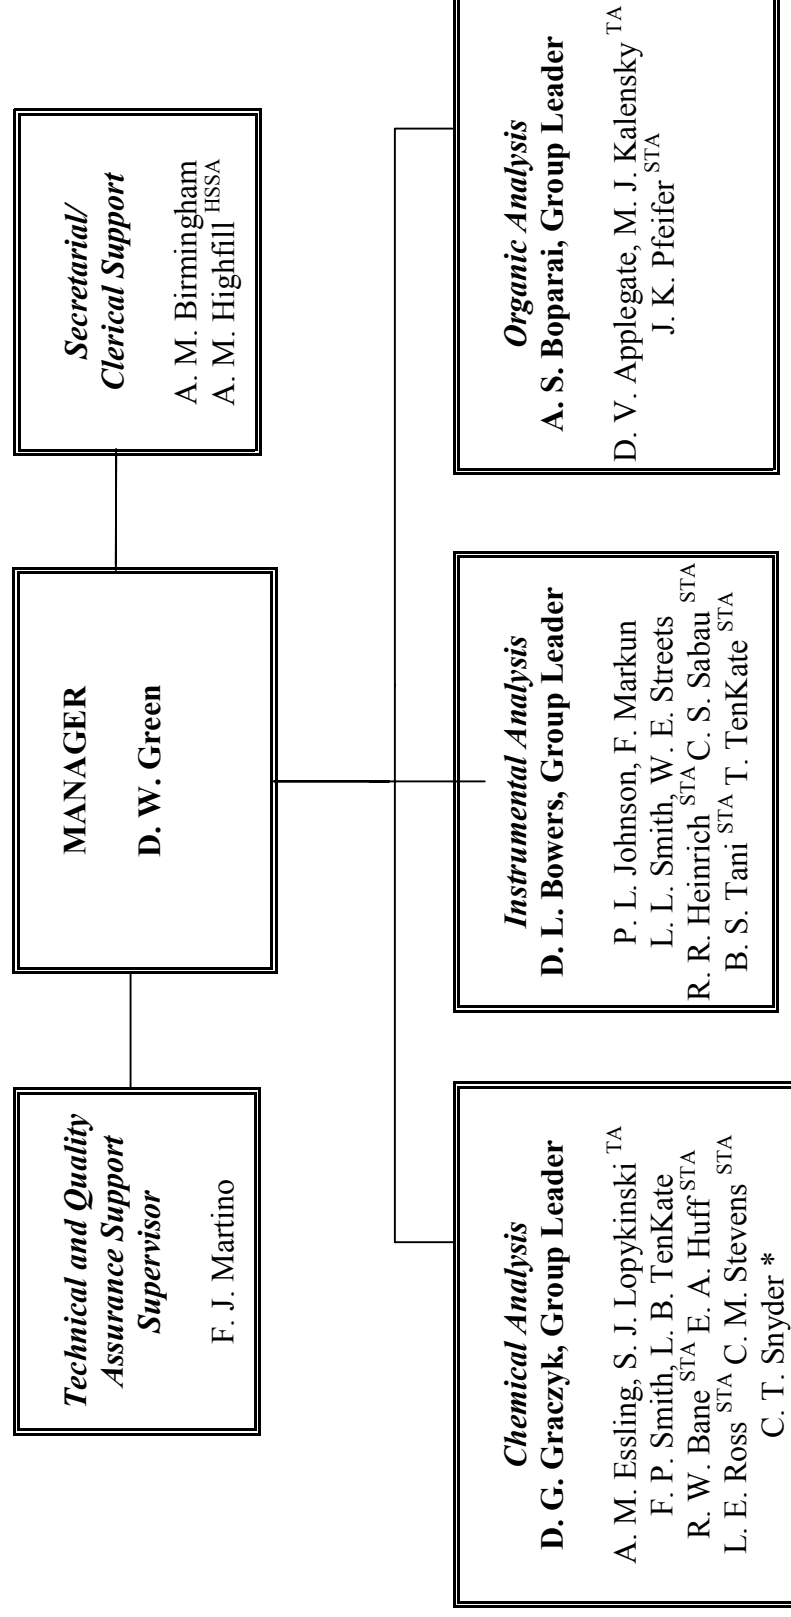 Technical and Quality
Assurance Support
Supervisor
F. J. Martino
MANAGER
D. W. Green
Secretarial/
Clerical Support
A. M. Birmingham
A. M. Highfill HSSA
Chemical Analysis
D. G. Graczyk, Group Leader
A. M. Essling, S. J. Lopykinski TA
F. P. Smith, L. B. TenKate
R. W. Bane STA E. A. Huff STA
L. E. Ross STA C. M. Stevens STA
C. T. Snyder *
Instrumental Analysis
D. L. Bowers, Group Leader
P. L. Johnson, F. Markun
L. L. Smith, W. E. Streets
R. R. Heinrich STA C. S. Sabau STA
B. S. Tani STA T. TenKate STA
Organic Analysis
A. S. Boparai, Group Leader
D. V. Applegate, M. J. Kalensky TA
J. K. Pfeifer STA